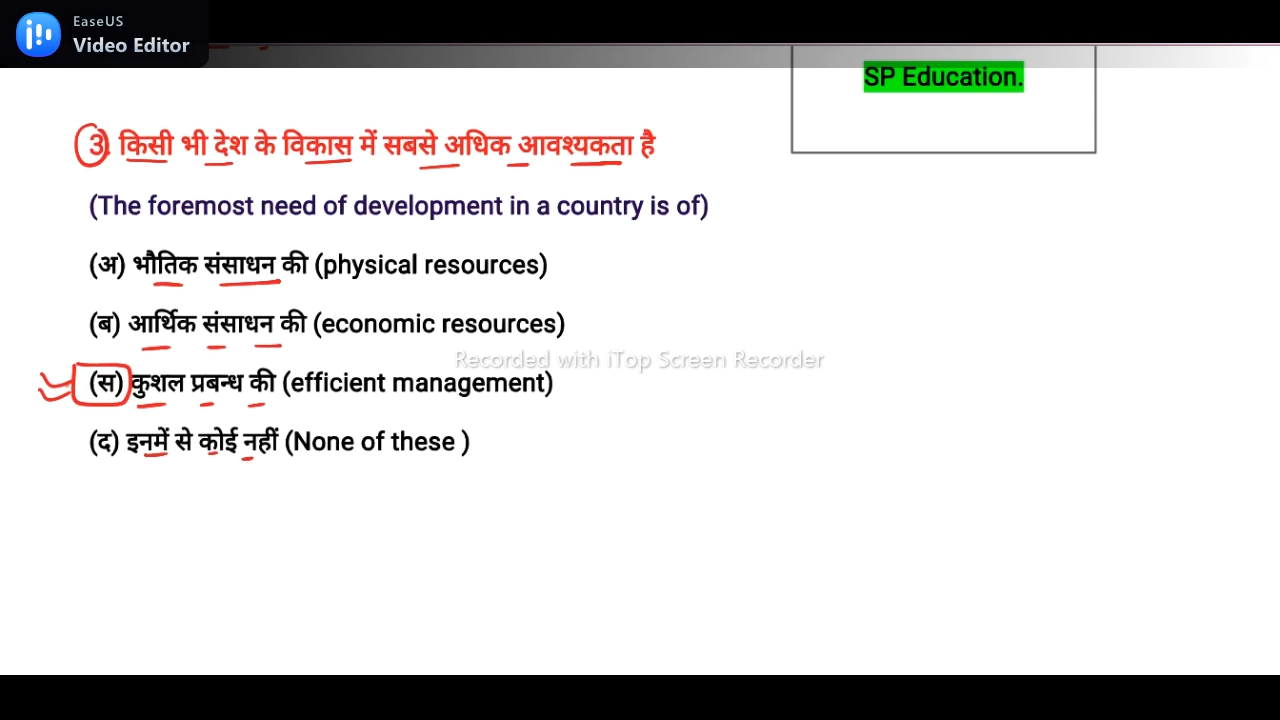 EaseUS
Video Editor
SP Education.
3. किसी भी देश के विकास में सबसे अधिक आवश्यकता है
(The foremost need of development in a country is of)
(अ) भौतिक संसाधन की (physical resources)
(ब) आर्थिक संसाधन की (economic resources)
Recorded with iTop Screen Recorder
(स) कुशल प्रबन्ध की (efficient management)
(द) इनमें से कोई नहीं (None of these )